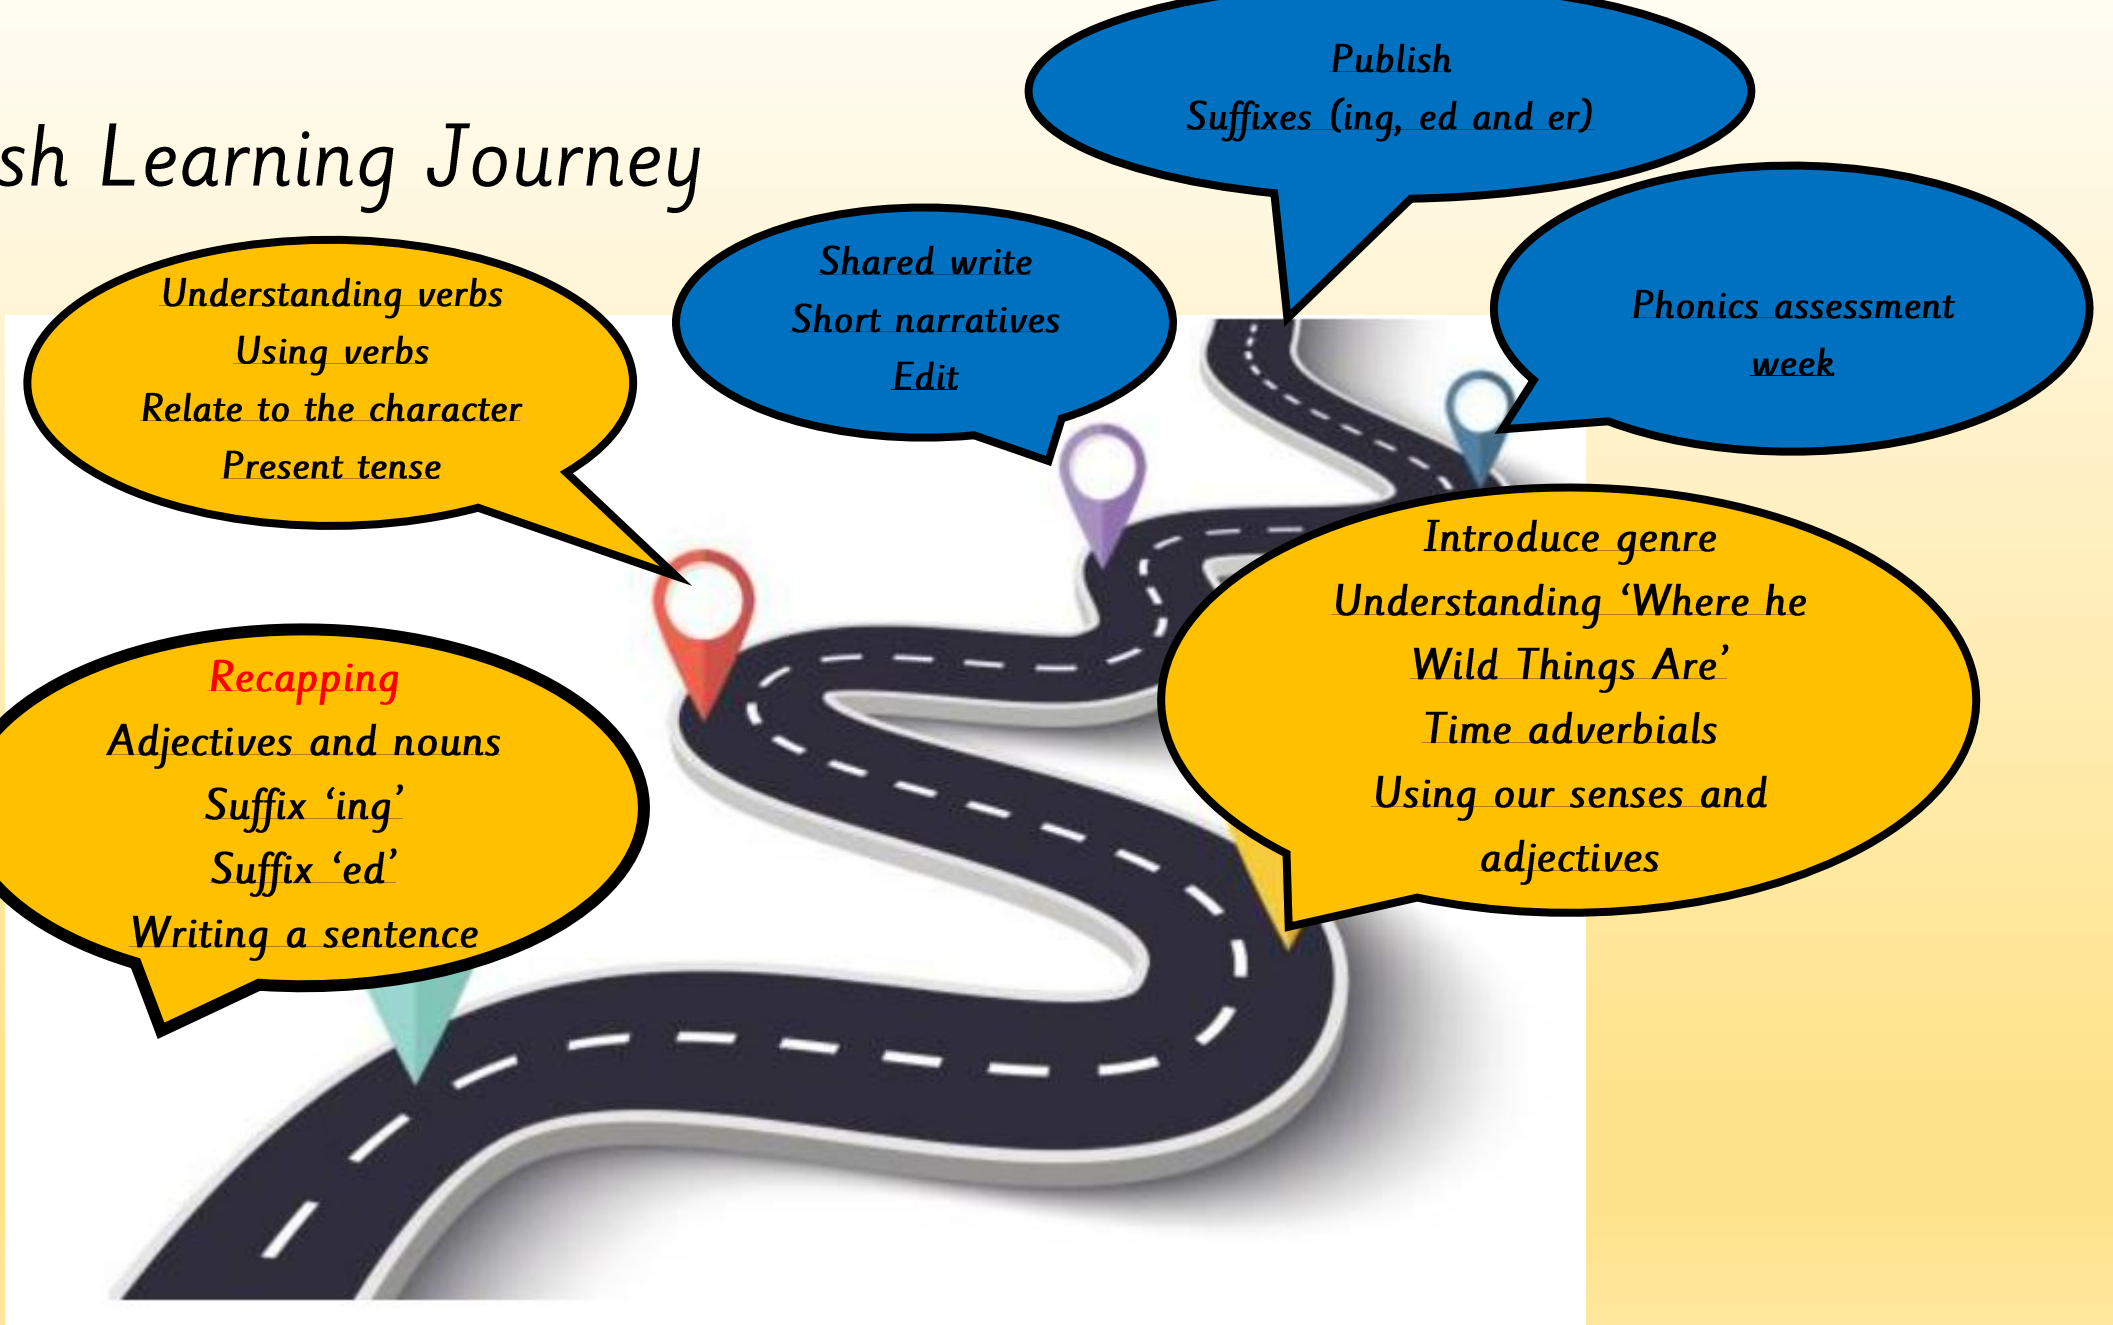 sh Learning Journey
Publish
Suffixes (ing, ed and er)
Shared write
Short narratives
Edit
Phonics assessment
week
Understanding verbs
Using verbs
Relate to the character
Present tense
Introduce genre
Understanding ‘Where he
Wild Things Are’
Time adverbials
Using our senses and
adjectives
Recapping
Adjectives and nouns
Suffix ‘ing’
Suffix ‘ed’
Writing a sentence